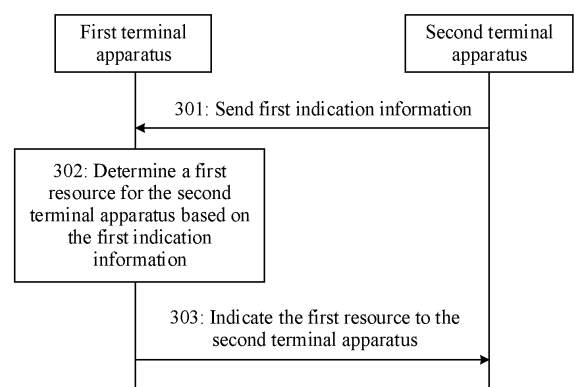 First terminal
apparatus
Second terminal
apparatus
301: Send first indication information
302: Determine a first
resource for the second
terminal apparatus based on
the first indication
information
303: Indicate the first resource to the
second terminal apparatus